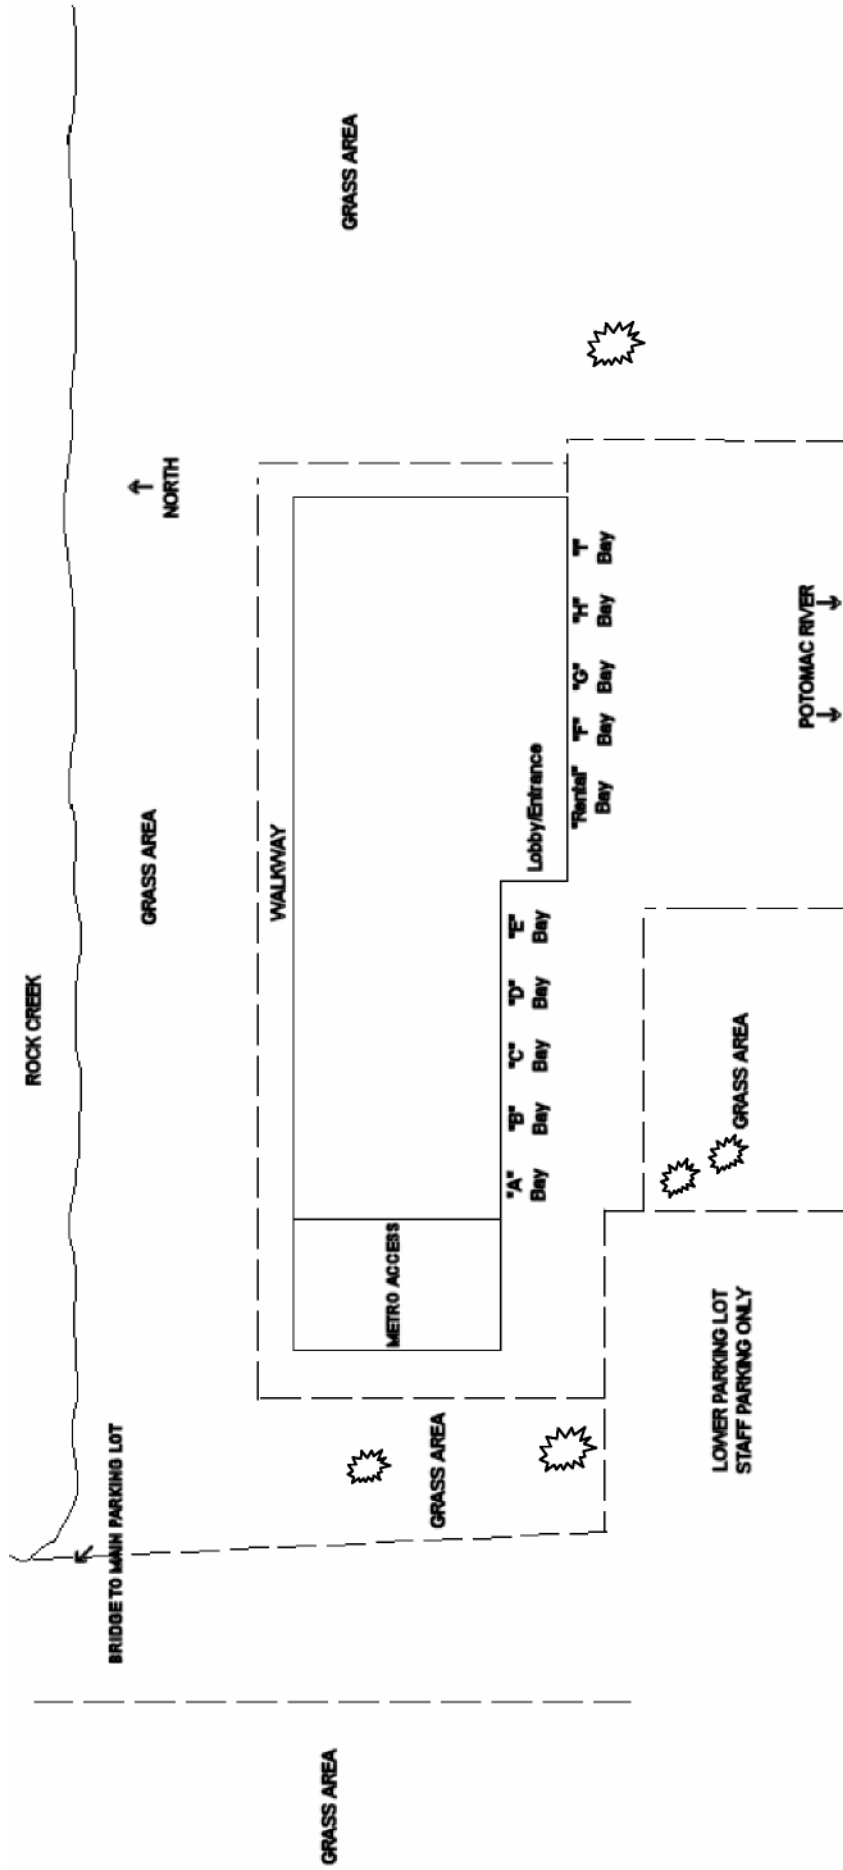 ROCK CREEK
BRIDGE TO MAIN PARKING LOT
GRASS AREA
NORTH
WALKWAY
GRASS AREA
GRASS AREA
METRO ACCESS
GRASS AREA
"A"
Bay
"B"
Bay
"C"
Bay
"D"
Bay
"E"
Bay
Lobby/Entrance
"Rental"
Bay
"F"
Bay
"G"
Bay
"H"
Bay
"T"
Bay
LOWER PARKING LOT
STAFF PARKING ONLY
GRASS AREA
POTOMAC RIVER